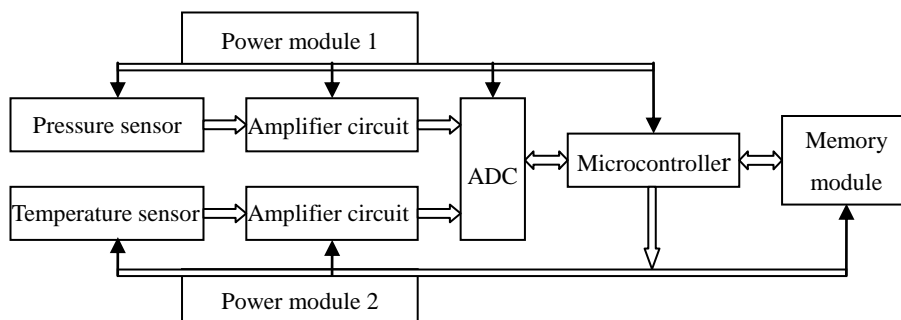 Power module 1
Pressure sensor
Amplifier circuit
ADC
Microcontroller
Memory
module
Temperature sensor
Amplifier circuit
Power module 2